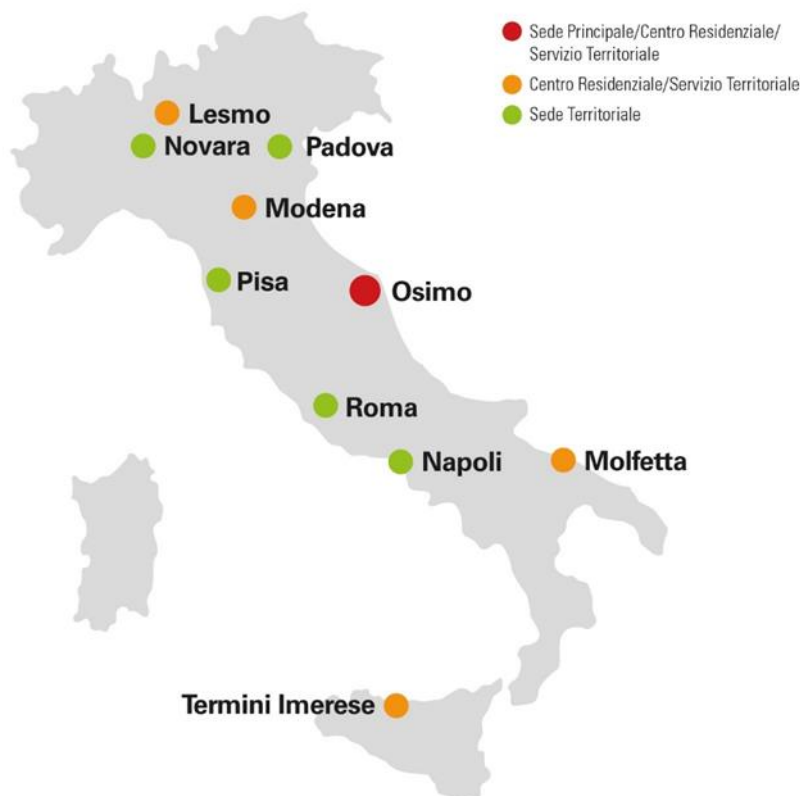 Sede Principale/Centro Residenziale/
Servizio Territoriale
Centro Residenziale/Servizio Territoriale
Sede Territoriale
Lesmo
Novara
Padova
Modena
Pisa
Osimo
Roma
Napoli
Molfetta
Termini Imerese